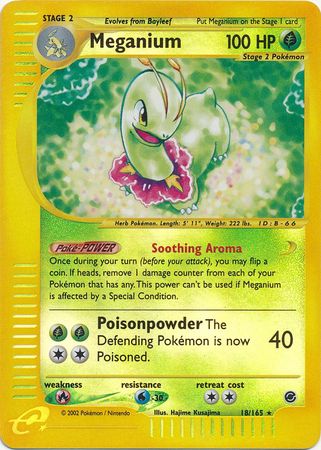 STAGE 2
Evolves from Bayleef
Put Meganium on the Stage 1 card
Meganium
100 HP
Stage 2 Pokémon
Herb Pokémon. Length: 5' 11", Weight: 222 lbs. ID:B-66
Poké-POWER Soothing Aroma
Once during your turn (before your attack), you may flip
a coin. If heads, remove 1 damage counter from each of your
Pokémon that has any. This power can't be used if Meganium
is affected by a Special Condition.
Poisonpowder The
Defending Pokémon is now
Poisoned.
40
weakness
resistance
retreat cost
-30
e
© 2002 Pokémon / Nintendo
Illus. Hajime Kusajima
18/165